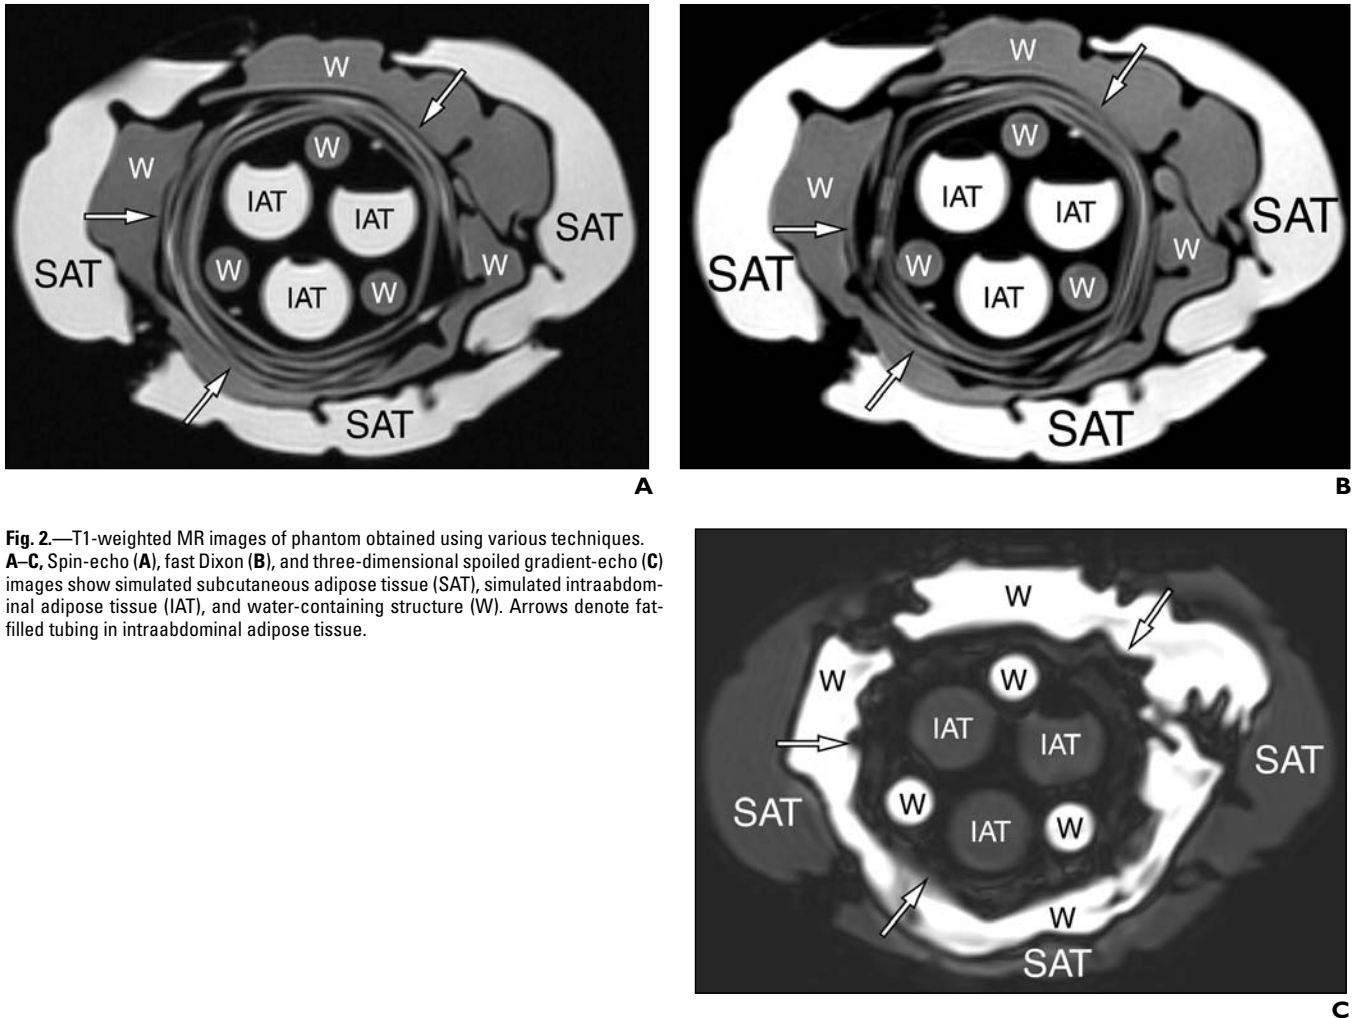 W
W
W
IAT
IAT
SAT
W
W
SAT
IAT
W
SAT
A
W
W
W
IAT
IAT
SAT
W
W
SAT
IAT
W
SAT
B
Fig. 2.—T1-weighted MR images of phantom obtained using various techniques.
A–C, Spin-echo (A), fast Dixon (B), and three-dimensional spoiled gradient-echo (C)
images show simulated subcutaneous adipose tissue (SAT), simulated intraabdom-
inal adipose tissue (IAT), and water-containing structure (W). Arrows denote fat-
filled tubing in intraabdominal adipose tissue.
W
W
W
IAT
IAT
SAT
W
SAT
IAT
W
W
SAT
C